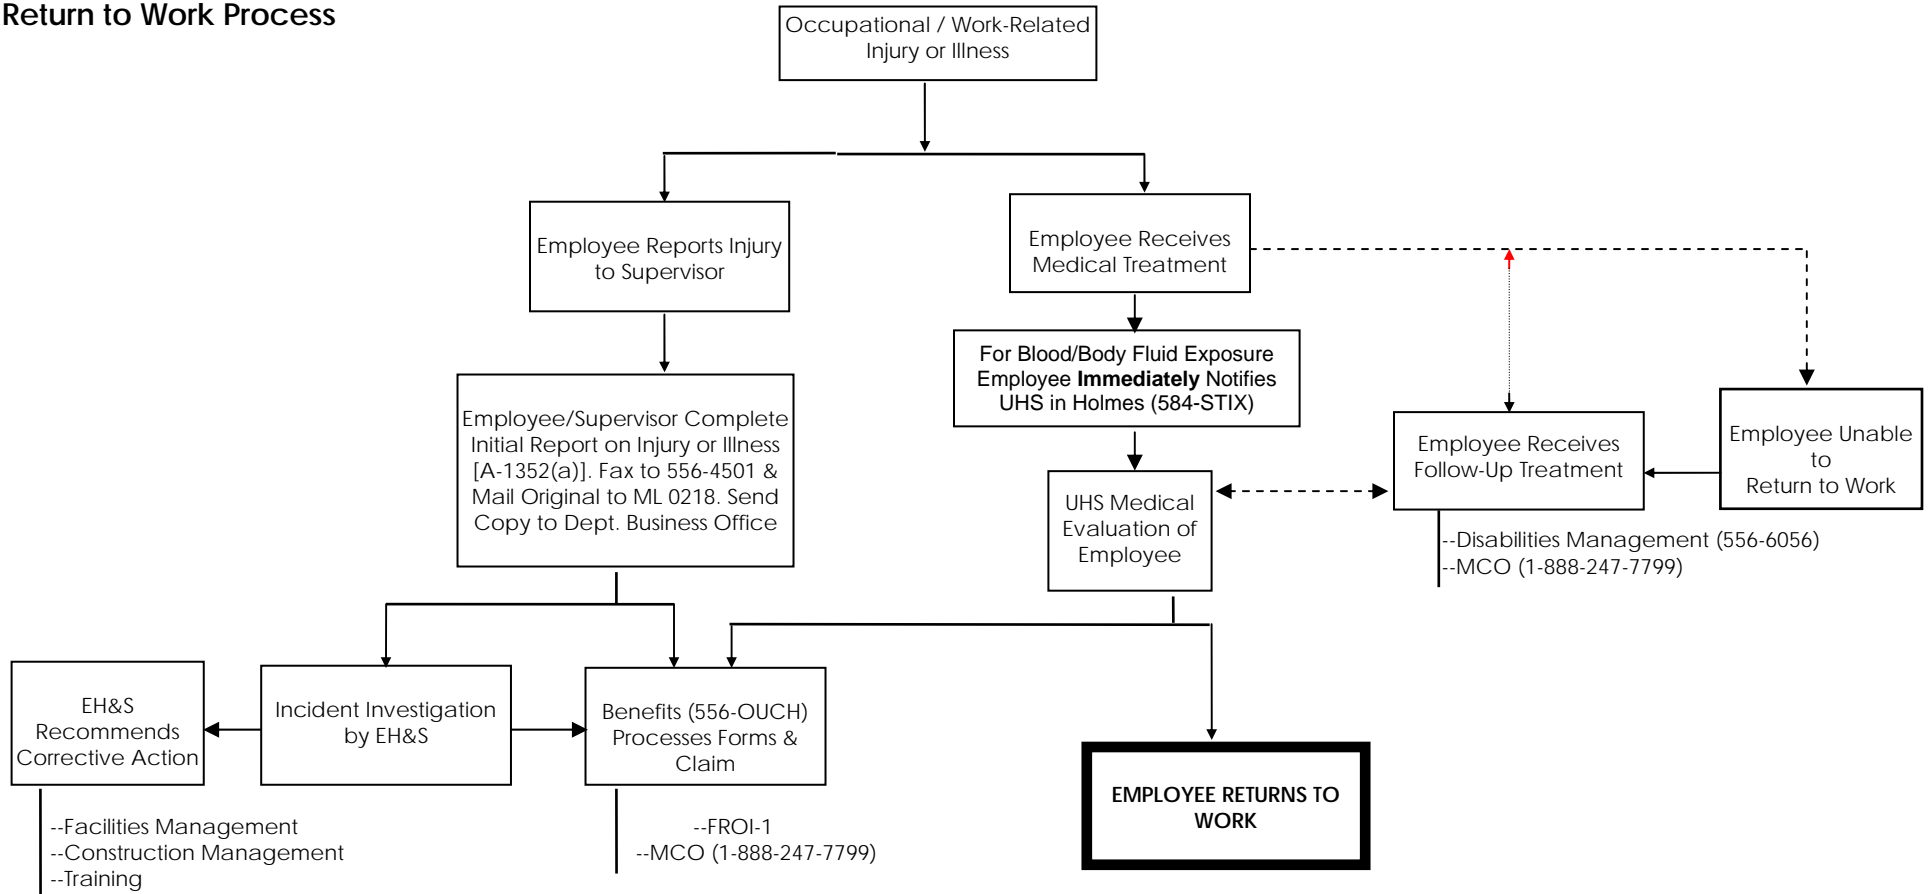 Return to Work Process
Occupational / Work-Related
Injury or Illness
Employee Reports Injury
to Supervisor
Employee Receives
Medical Treatment
For Blood/Body Fluid Exposure
Employee Immediately Notifies
UHS in Holmes (584-STIX)
Employee/Supervisor Complete
Initial Report on Injury or Illness
[A-1352(a)]. Fax to 556-4501 &
Mail Original to ML 0218. Send
Copy to Dept. Business Office
UHS Medical
Evaluation of
Employee
Employee Receives
Follow-Up Treatment
Employee Unable
to
Return to Work
--Disabilities Management (556-6056)
--MCO (1-888-247-7799)
EH&S
Recommends
Corrective Action
Incident Investigation
by EH&S
Benefits (556-OUCH)
Processes Forms &
Claim
EMPLOYEE RETURNS TO
WORK
--Facilities Management
--Construction Management
--Training
--FROI-1
--MCO (1-888-247-7799)